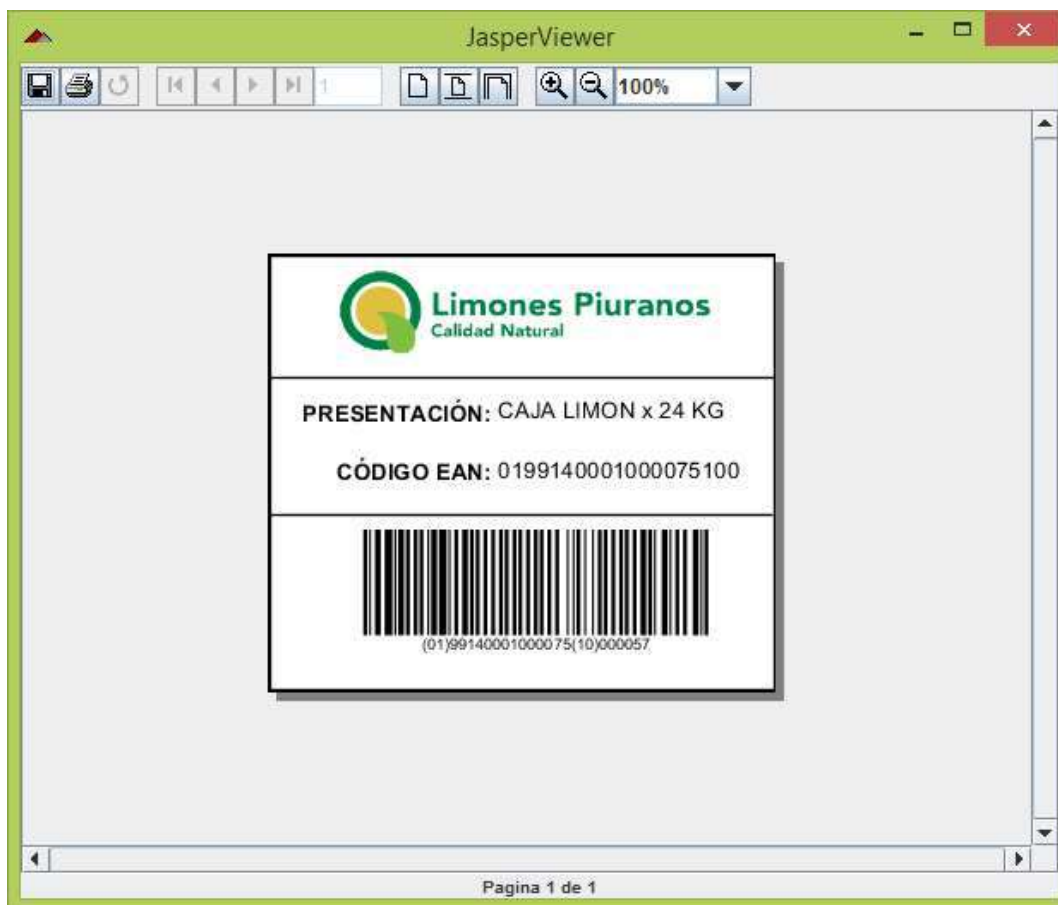 JasperViewer
1
100%
Limones Piuranos
Calidad Natural
PRESENTACIÓN: CAJA LIMON x 24 KG
CÓDIGO EAN: 0199140001000075100
(01)99140001000075(10)000057
Pagina 1 de 1